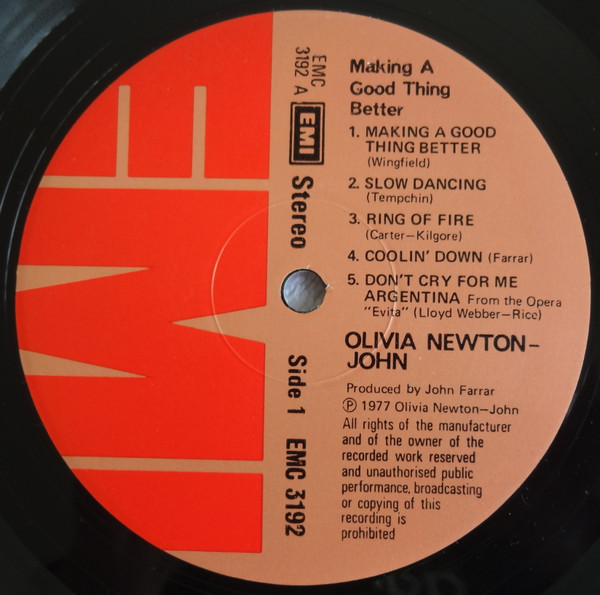 EMI
EMC
3192 A
EMI
Stereo
Side 1 EMC 3192
Making A
Good Thing
Better
1. MAKING A GOOD
THING BETTER
(Wingfield)
2. SLOW DANCING
(Tempchin)
3. RING OF FIRE
(Carter—Kilgore)
4. COOLIN' DOWN (Farrar)
5. DON'T CRY FOR ME
ARGENTINA From the Opera
"Evita" (Lloyd Webber—Rice)
OLIVIA NEWTON—
JOHN
Produced by John Farrar
Ⓟ 1977 Olivia Newton—John
All rights of the manufacturer
and of the owner of the
recorded work reserved
and unauthorised public
performance, broadcasting
or copying of this
recording is
prohibited